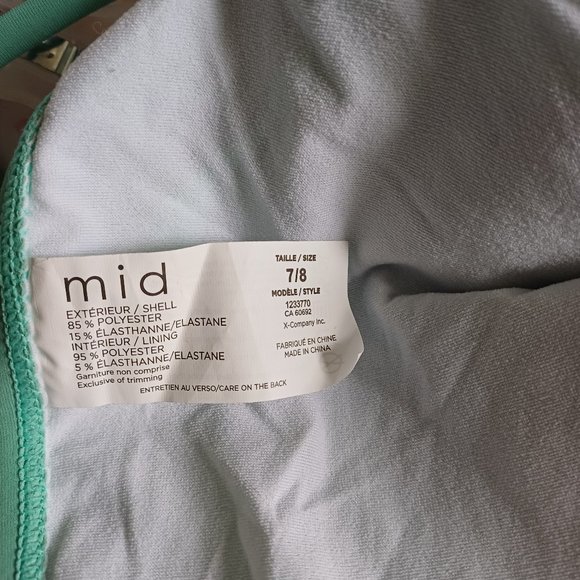 mid
EXTÉRIEUR / SHELL
85 % POLYESTER
15 % ÉLASTHANNE/ELASTANE
INTÉRIEUR / LINING
95 % POLYESTER
5 % ÉLASTHANNE/ELASTANE
Garniture non comprise
Exclusive of trimming
TAILLE / SIZE
7/8
MODÈLE / STYLE
1233770
CA 60692
X-Company Inc.
FABRIQUÉ EN CHINE
MADE IN CHINA
ENTRETIEN AU VERSO/CARE ON THE BACK